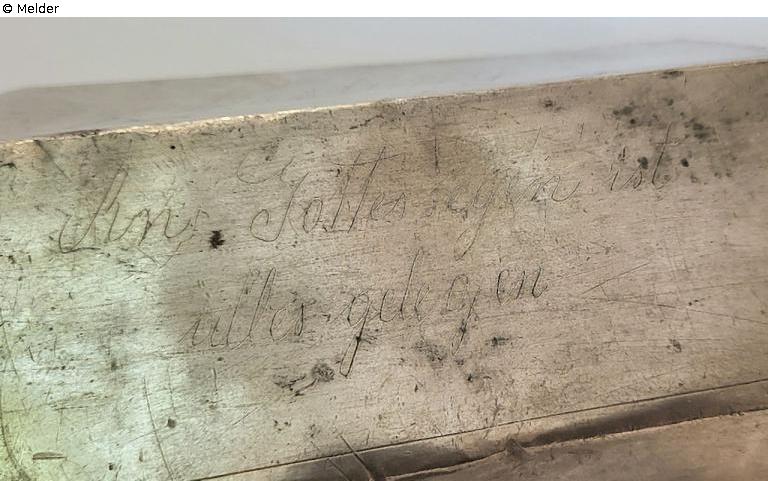 © Melder
An Gottes segen ist
alles gelegen